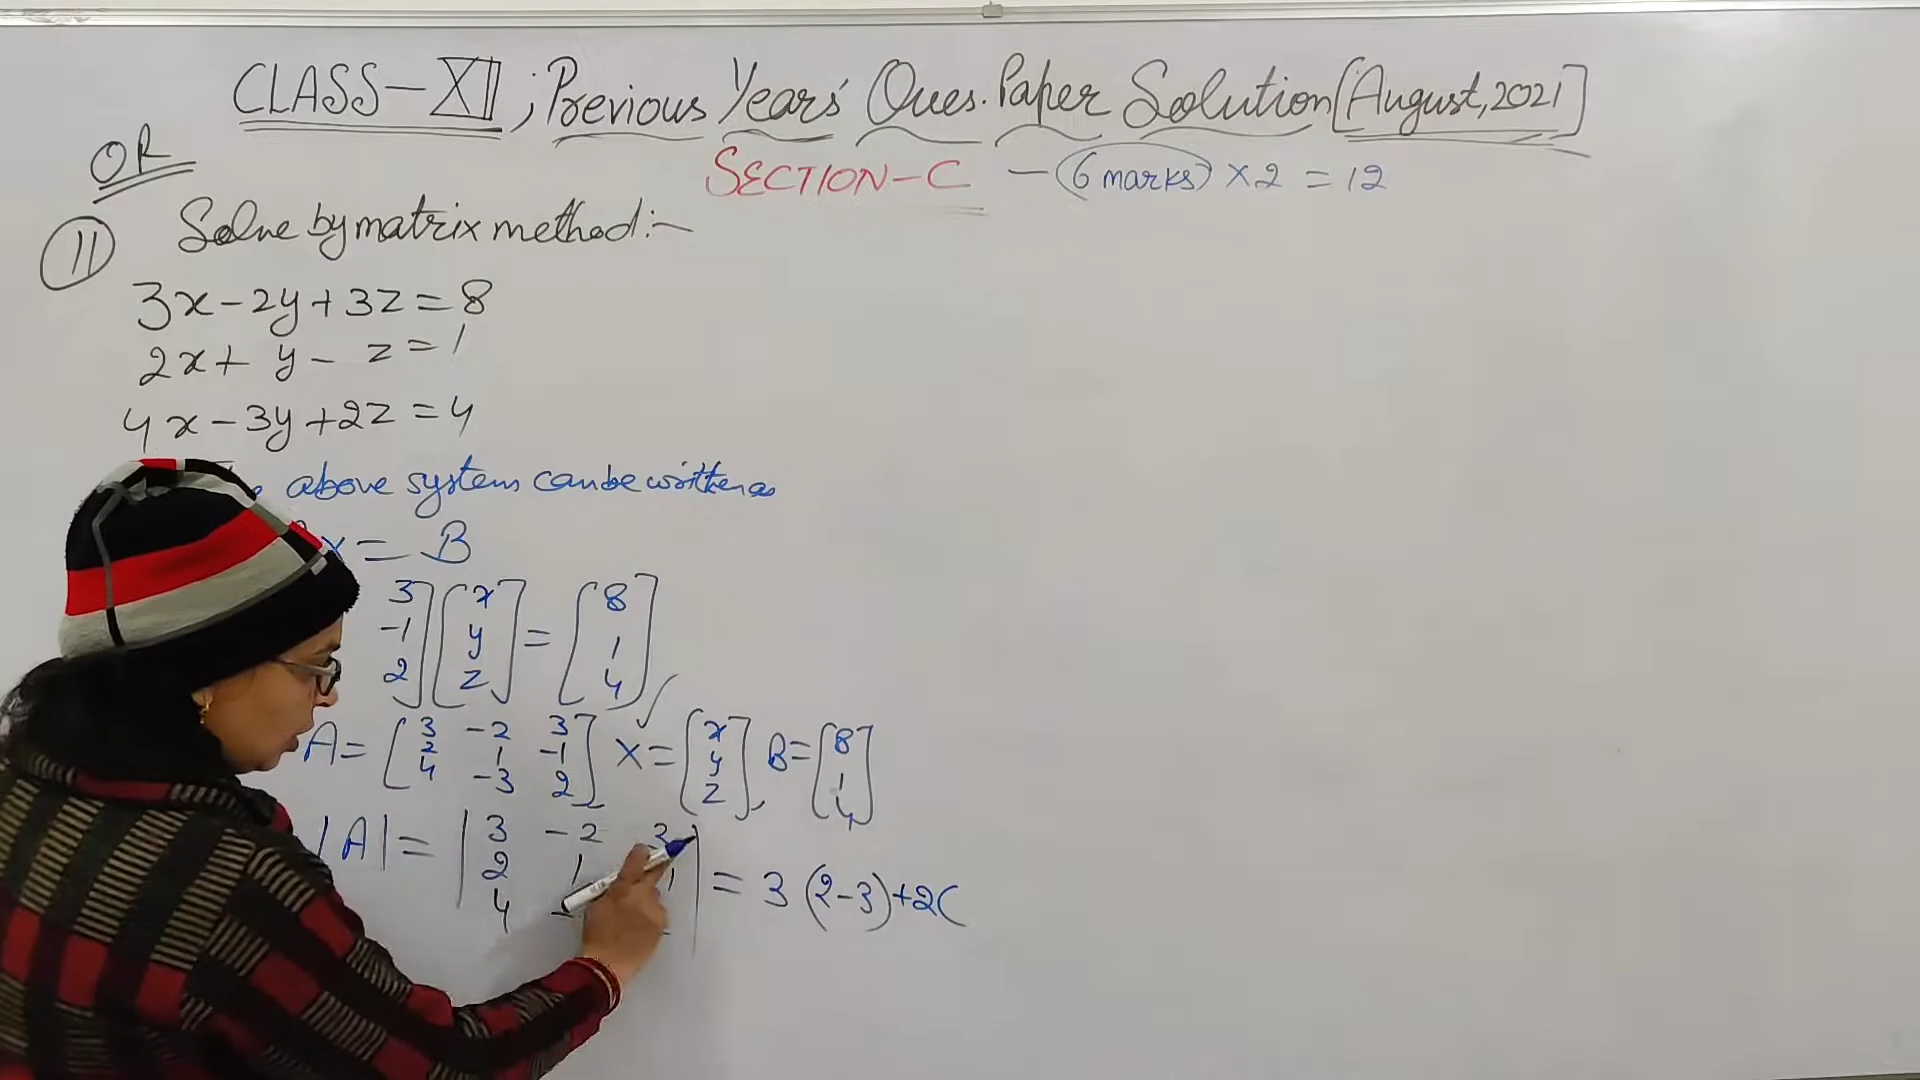 CLASS-XII; Previous Years' Ques. Paper Solution [August, 2021]
OR
SECTION-C - (6 marks) × 2 = 12
11 Solve by matrix method:-
3x-2y+3z=8
2x+ y- z=1
4x-3y+2z=4
above system can be written as
X = B
3 x 8
-1 y = 1
2 z 4
A= [3 -2 3 X= [x B= [8
2 1 -1 y 1
4 -3 2] z], 4]
|A| = |3 -2 3
2 1 1 = 3(2-3)+2(
4